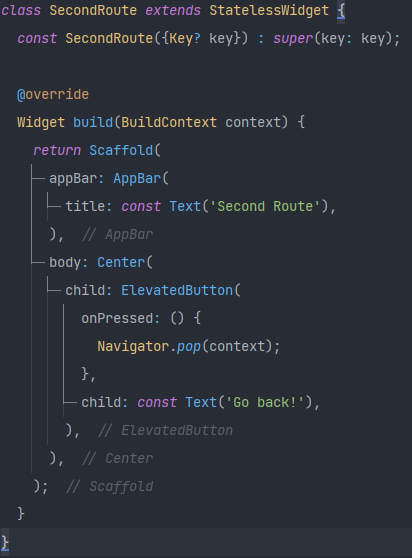 class SecondRoute extends StatelessWidget {
  const SecondRoute({Key? key}) : super(key: key);

  @override
  Widget build(BuildContext context) {
    return Scaffold(
      appBar: AppBar(
        title: const Text('Second Route'),
      ),  // AppBar
      body: Center(
        child: ElevatedButton(
          onPressed: () {
            Navigator.pop(context);
          },
          child: const Text('Go back!'),
        ),  // ElevatedButton
      ),  // Center
    );  // Scaffold
  }
}